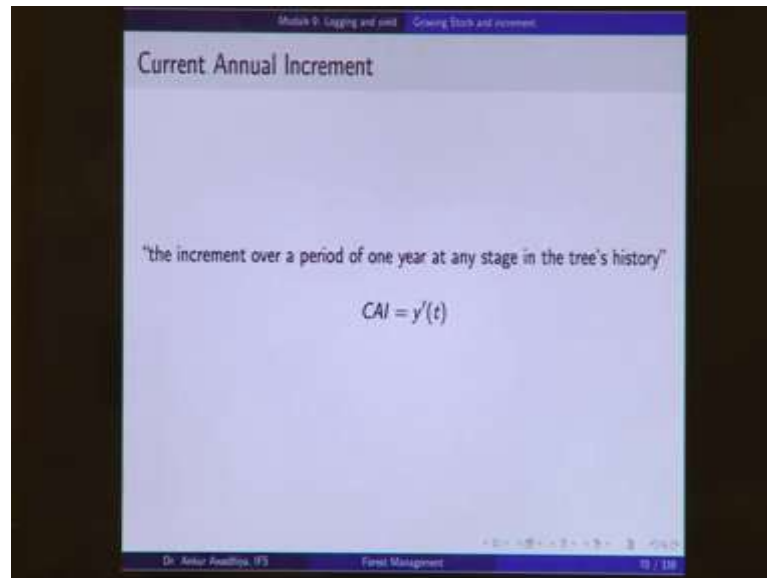 Module 9: Logging and yield Growing Stock and increment
Current Annual Increment
"the increment over a period of one year at any stage in the tree's history"
CAI = y'(t)
Dr. Ankur Awadhiya, IFS Forest Management